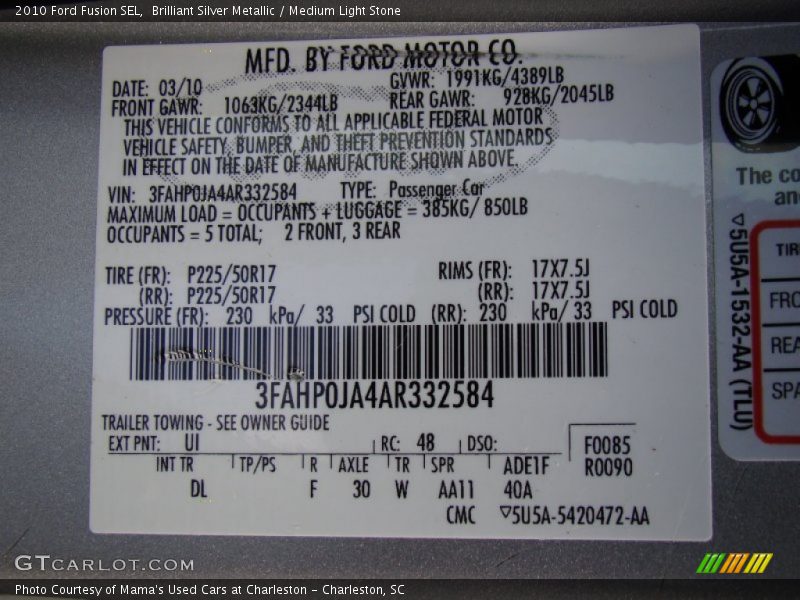 2010 Ford Fusion SEL,  Brilliant Silver Metallic / Medium Light Stone
MFD. BY FORD MOTOR CO.
DATE: 03/10 GVWR: 1991KG/4389LB
FRONT GAWR: 1063KG/2344LB REAR GAWR: 928KG/2045LB
THIS VEHICLE CONFORMS TO ALL APPLICABLE FEDERAL MOTOR
VEHICLE SAFETY, BUMPER, AND THEFT PREVENTION STANDARDS
IN EFFECT ON THE DATE OF MANUFACTURE SHOWN ABOVE.
VIN: 3FAHP0JA4AR332584 TYPE: Passenger Car
MAXIMUM LOAD = OCCUPANTS + LUGGAGE = 385KG/ 850LB
OCCUPANTS = 5 TOTAL; 2 FRONT, 3 REAR
TIRE (FR): P225/50R17 RIMS (FR): 17X7.5J
(RR): P225/50R17 (RR): 17X7.5J
PRESSURE (FR): 230 kPa/ 33 PSI COLD (RR): 230 kPa/ 33 PSI COLD
3FAHP0JA4AR332584
TRAILER TOWING - SEE OWNER GUIDE
EXT PNT: UI RC: 48 DSO: F0085
INT TR TP/PS R AXLE TR SPR ADE1F R0090
DL F 30 W AA11 40A
CMC ▽5U5A-5420472-AA
The co
an
▽5U5A-1532-AA (TLU)
TIR
FRO
REA
SPA
GTCARLOT.COM
Photo Courtesy of Mama's Used Cars at Charleston - Charleston, SC